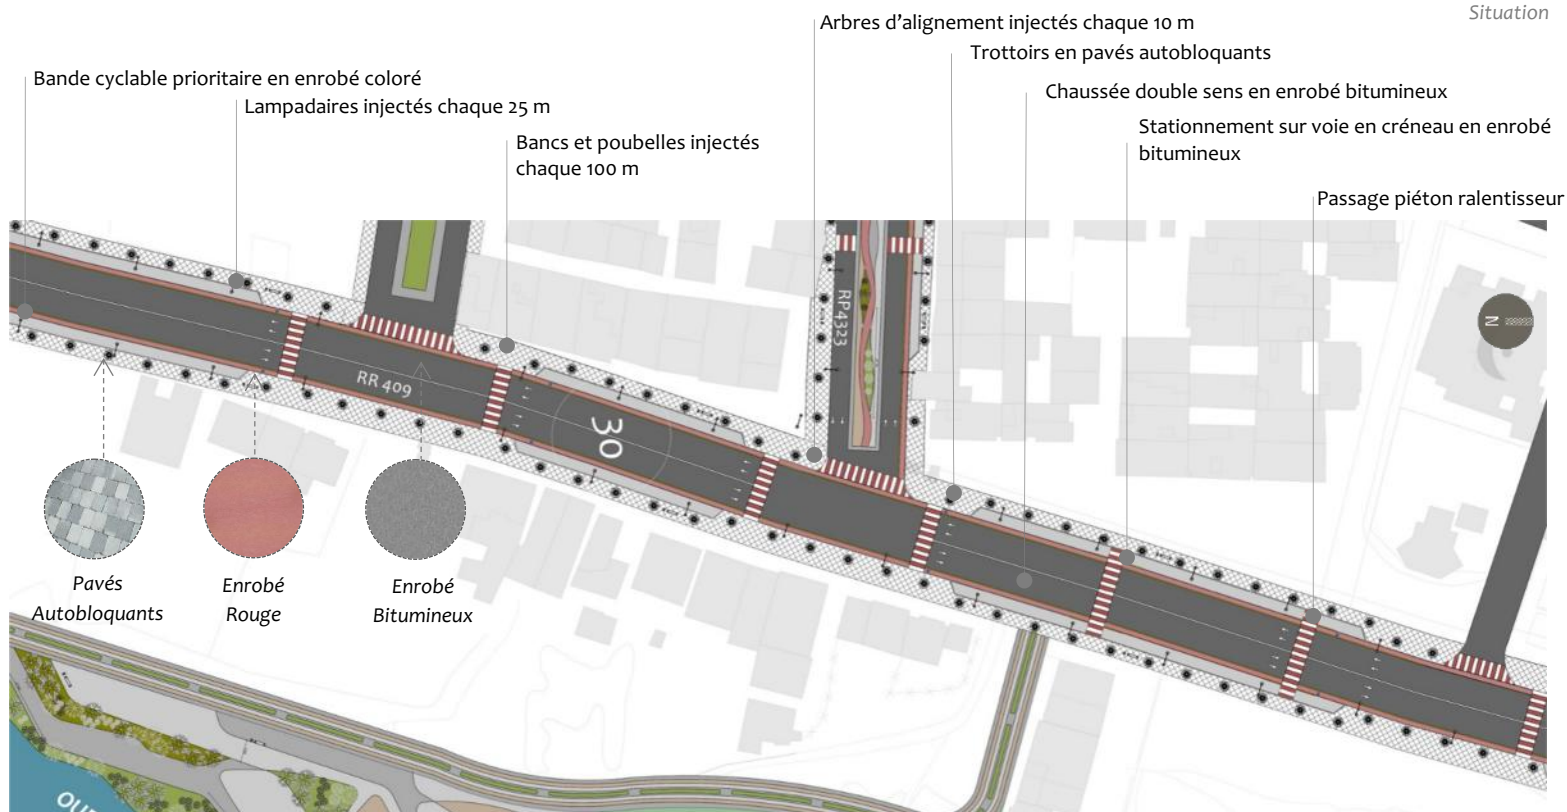 Situation
Arbres d'alignement injectés chaque 10 m
Trottoirs en pavés autobloquants
Bande cyclable prioritaire en enrobé coloré
Chaussée double sens en enrobé bitumineux
Lampadaires injectés chaque 25 m
Stationnement sur voie en créneau en enrobé
bitumineux
Bancs et poubelles injectés
chaque 100 m
Passage piéton ralentisseur
RP4323
N
RR 409
30
Pavés
Autobloquants
Enrobé
Rouge
Enrobé
Bitumineux